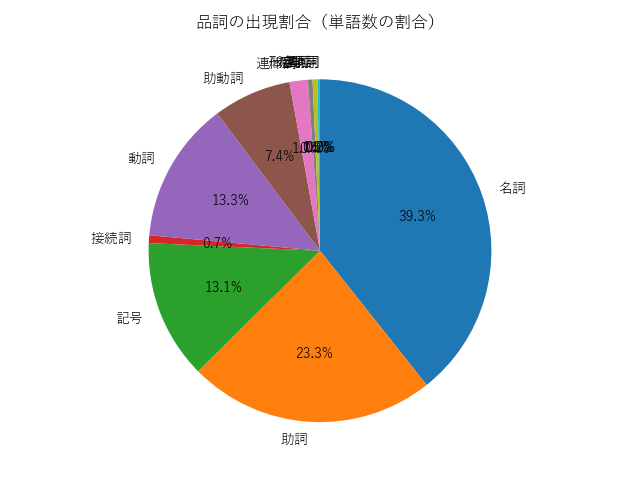 品詞の出現割合（単語数の割合）
助動詞
動詞
接続詞
記号
助詞
名詞
39.3%
7.4%
13.3%
0.7%
13.1%
23.3%